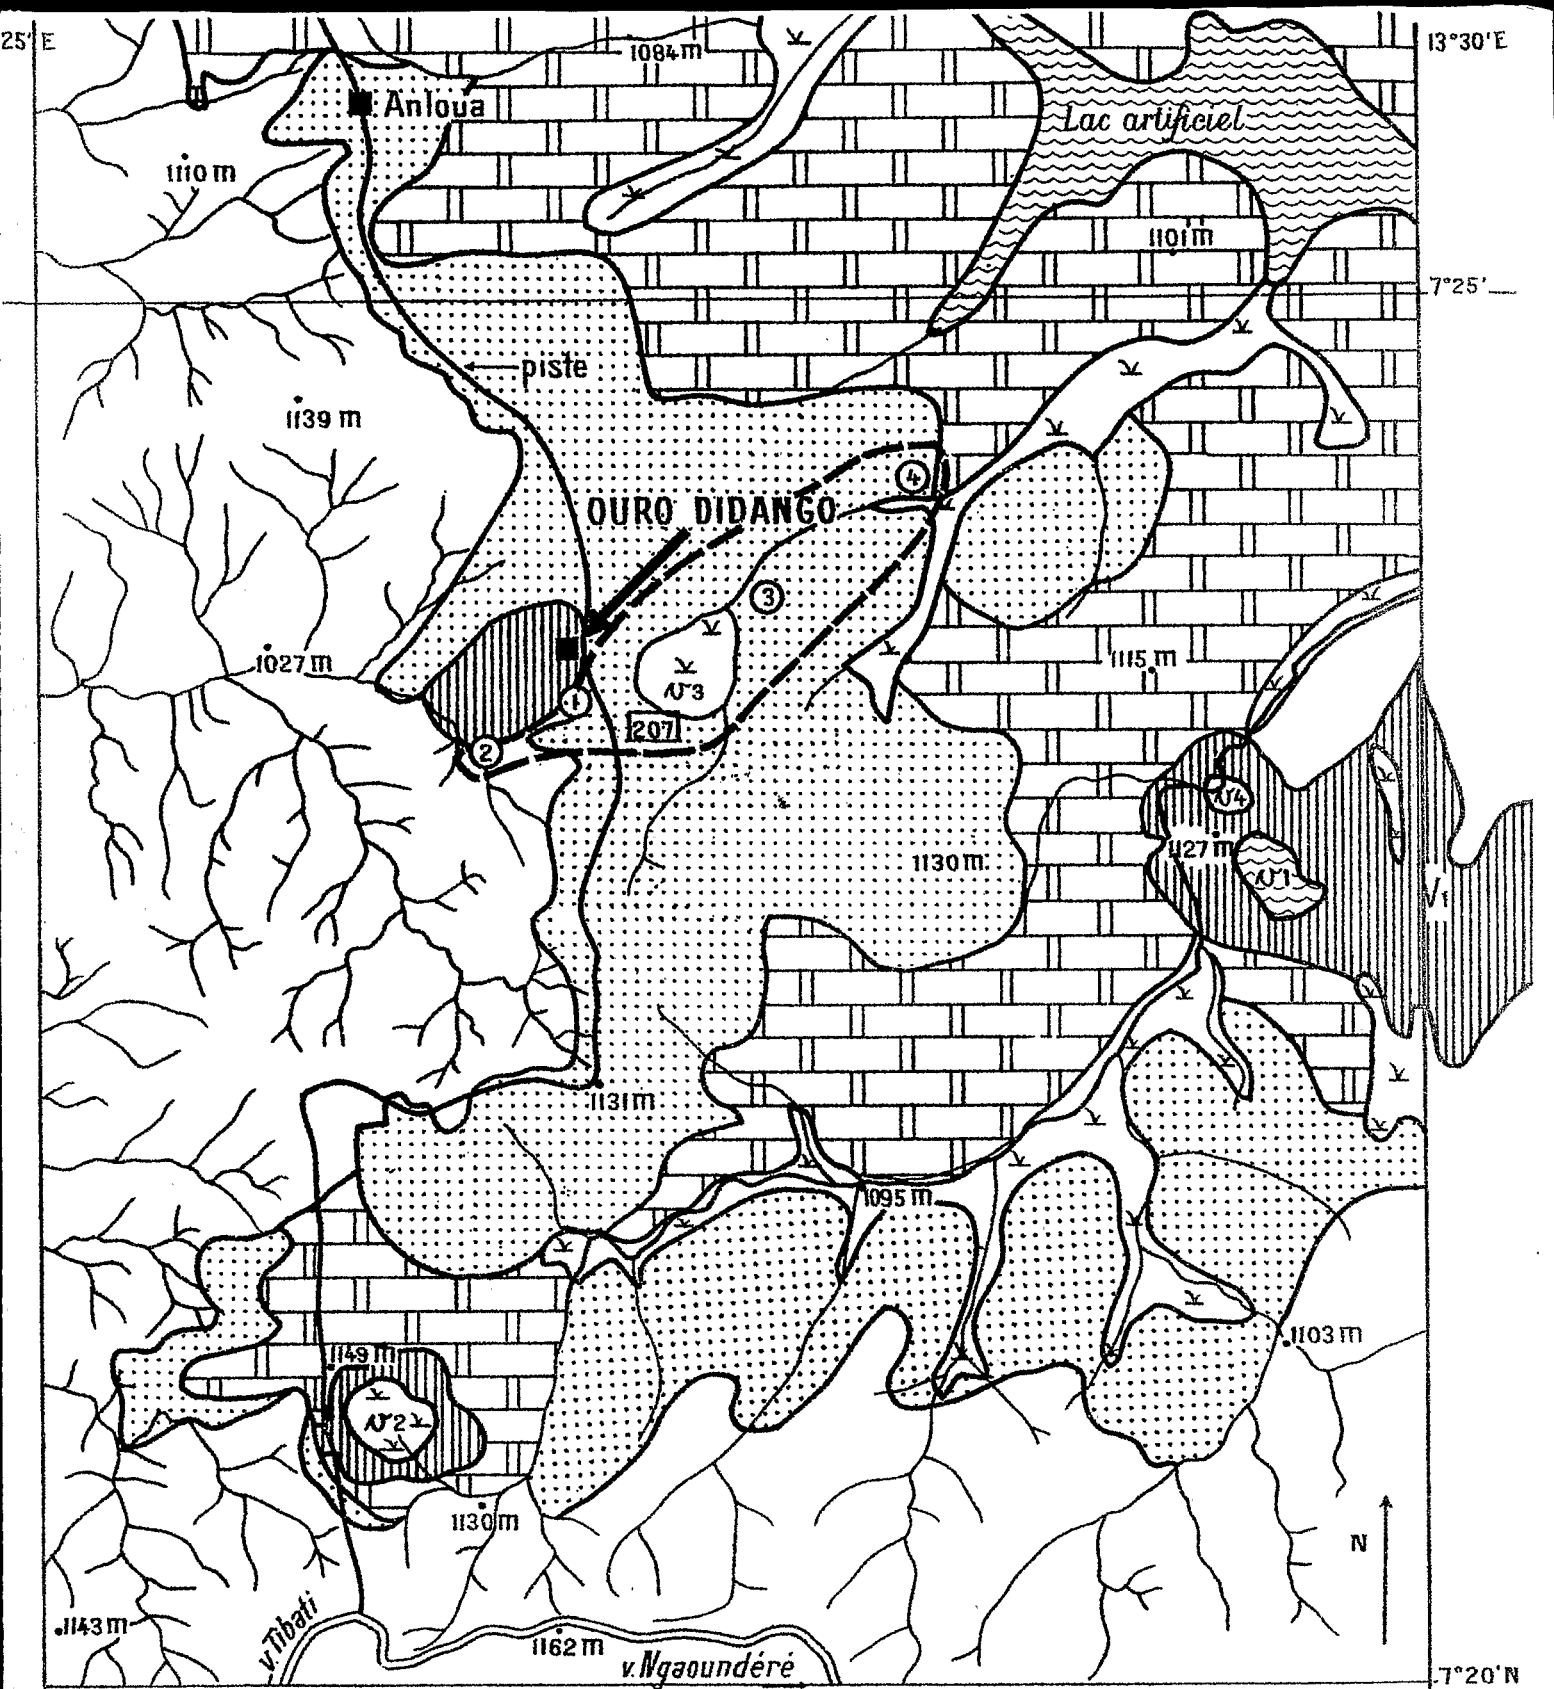 25' E
13°30'E
1084 m
Anloua
Lac artificiel
1110 m
1101 m
7°25'
piste
1139 m
4
OURO DIDANGO
3
1027 m
1115 m
v3
1
207
2
v4
1127 m
1130 m
v1
V1
1131 m
1095 m
1103 m
1149 m
v2
1130 m
N
1143 m
v.Tibati
1162 m
v.Ngaoundéré
7°20'N